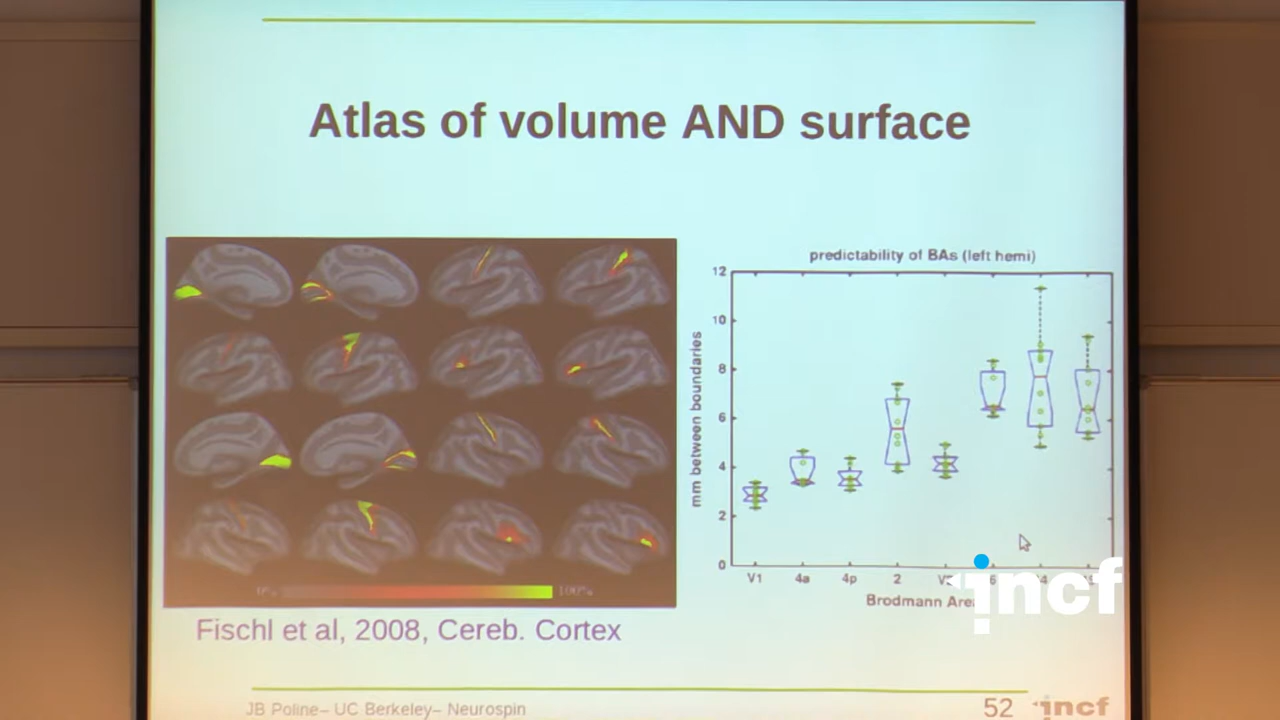 Atlas of volume AND surface
predictability of BAs (left hemi)
12
10
8
6
4
2
0
mm between boundaries
V1 4a 4p 2 6
Brodmann Area
0% 100%
Fischl et al, 2008, Cereb. Cortex
incf
JB Poline– UC Berkeley– Neurospin
52
incf